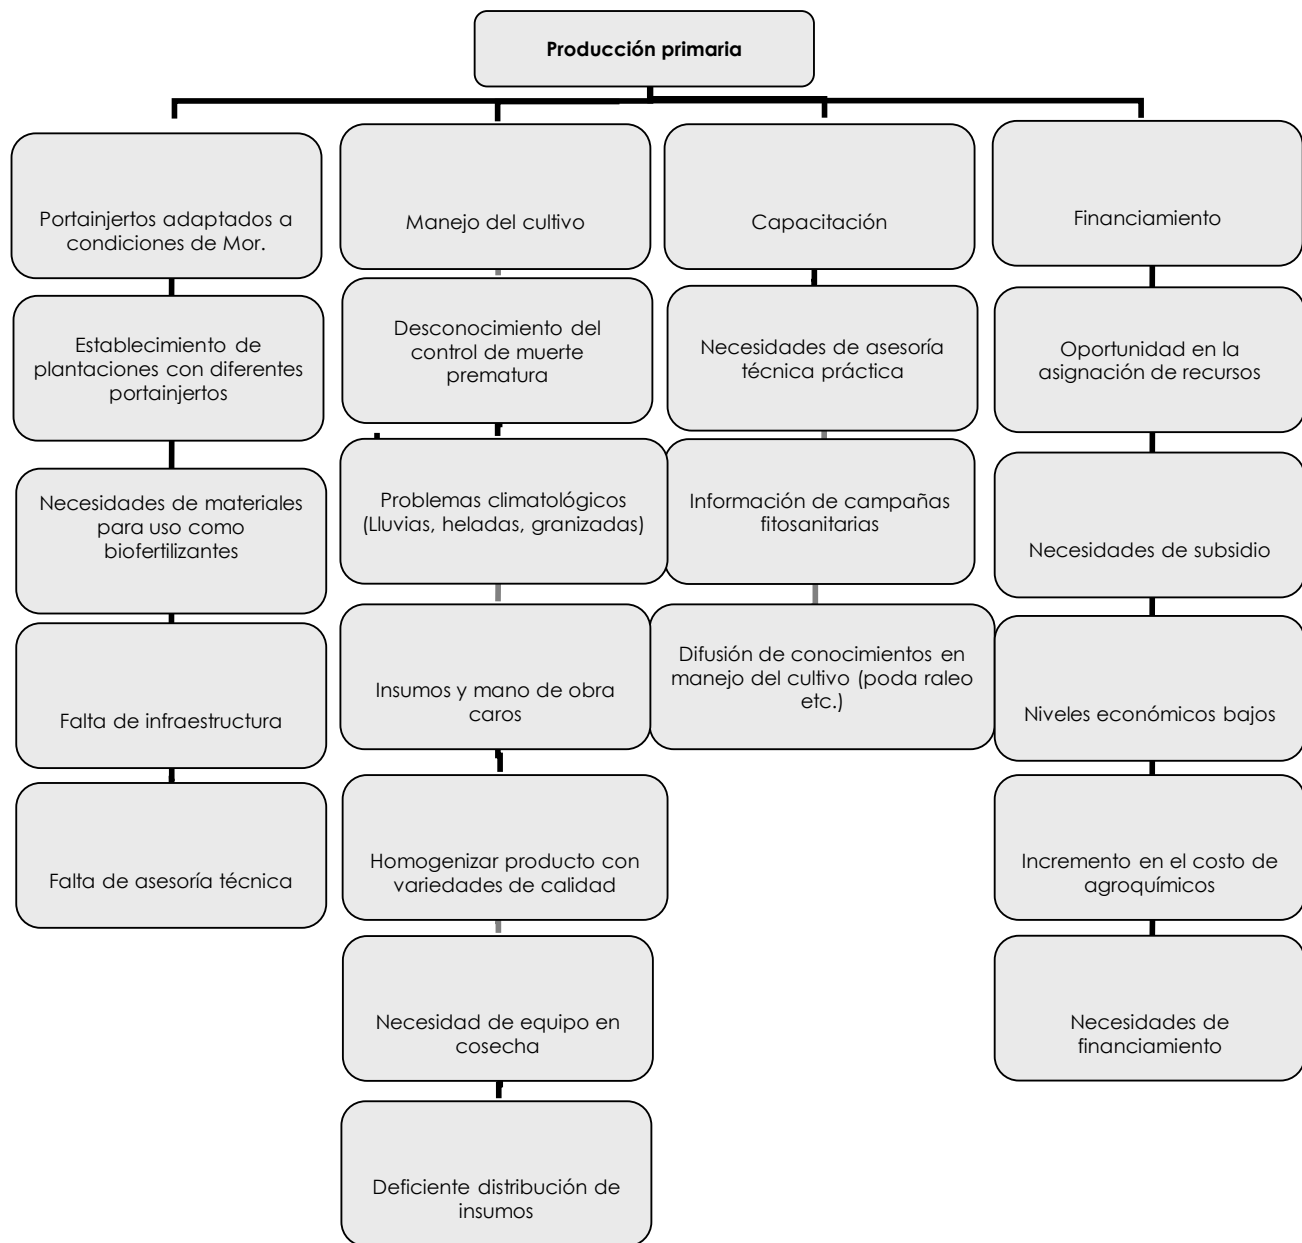 Producción primaria
Portainjertos adaptados a
condiciones de Mor.
Establecimiento de
plantaciones con diferentes
portainjertos
Necesidades de materiales
para uso como
biofertilizantes
Falta de infraestructura
Falta de asesoría técnica
Manejo del cultivo
Desconocimiento del
control de muerte
prematura
Problemas climatológicos
(Lluvias, heladas, granizadas)
Insumos y mano de obra
caros
Homogenizar producto con
variedades de calidad
Necesidad de equipo en
cosecha
Deficiente distribución de
insumos
Capacitación
Necesidades de asesoría
técnica práctica
Información de campañas
fitosanitarias
Difusión de conocimientos en
manejo del cultivo (poda raleo
etc.)
Financiamiento
Oportunidad en la
asignación de recursos
Necesidades de subsidio
Niveles económicos bajos
Incremento en el costo de
agroquímicos
Necesidades de
financiamiento